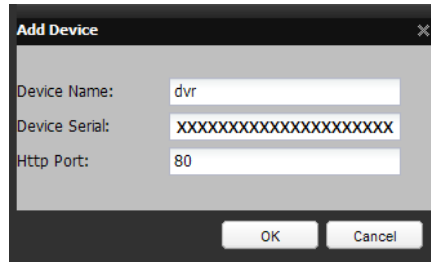 Add Device
Device Name: dvr
Device Serial: XXXXXXXXXXXXXXXXXXXXX
Http Port: 80
OK Cancel